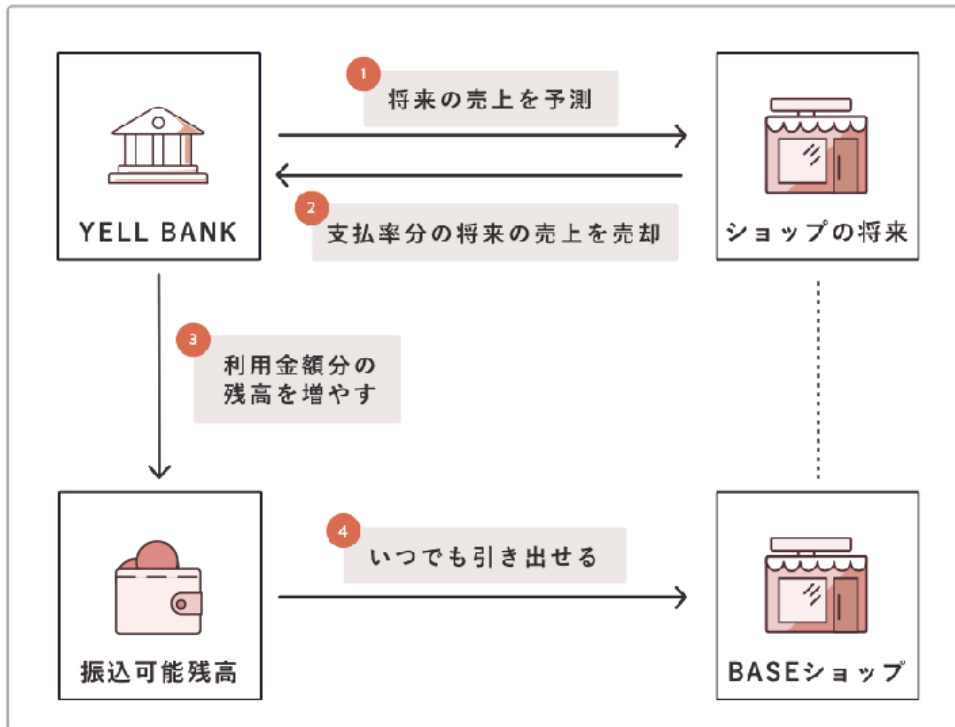 1
将来の売上を予測
YELL BANK
2
支払率分の将来の売上を売却
ショップの将来
3
利用金額分の
残高を増やす
4
いつでも引き出せる
振込可能残高
BASEショップ